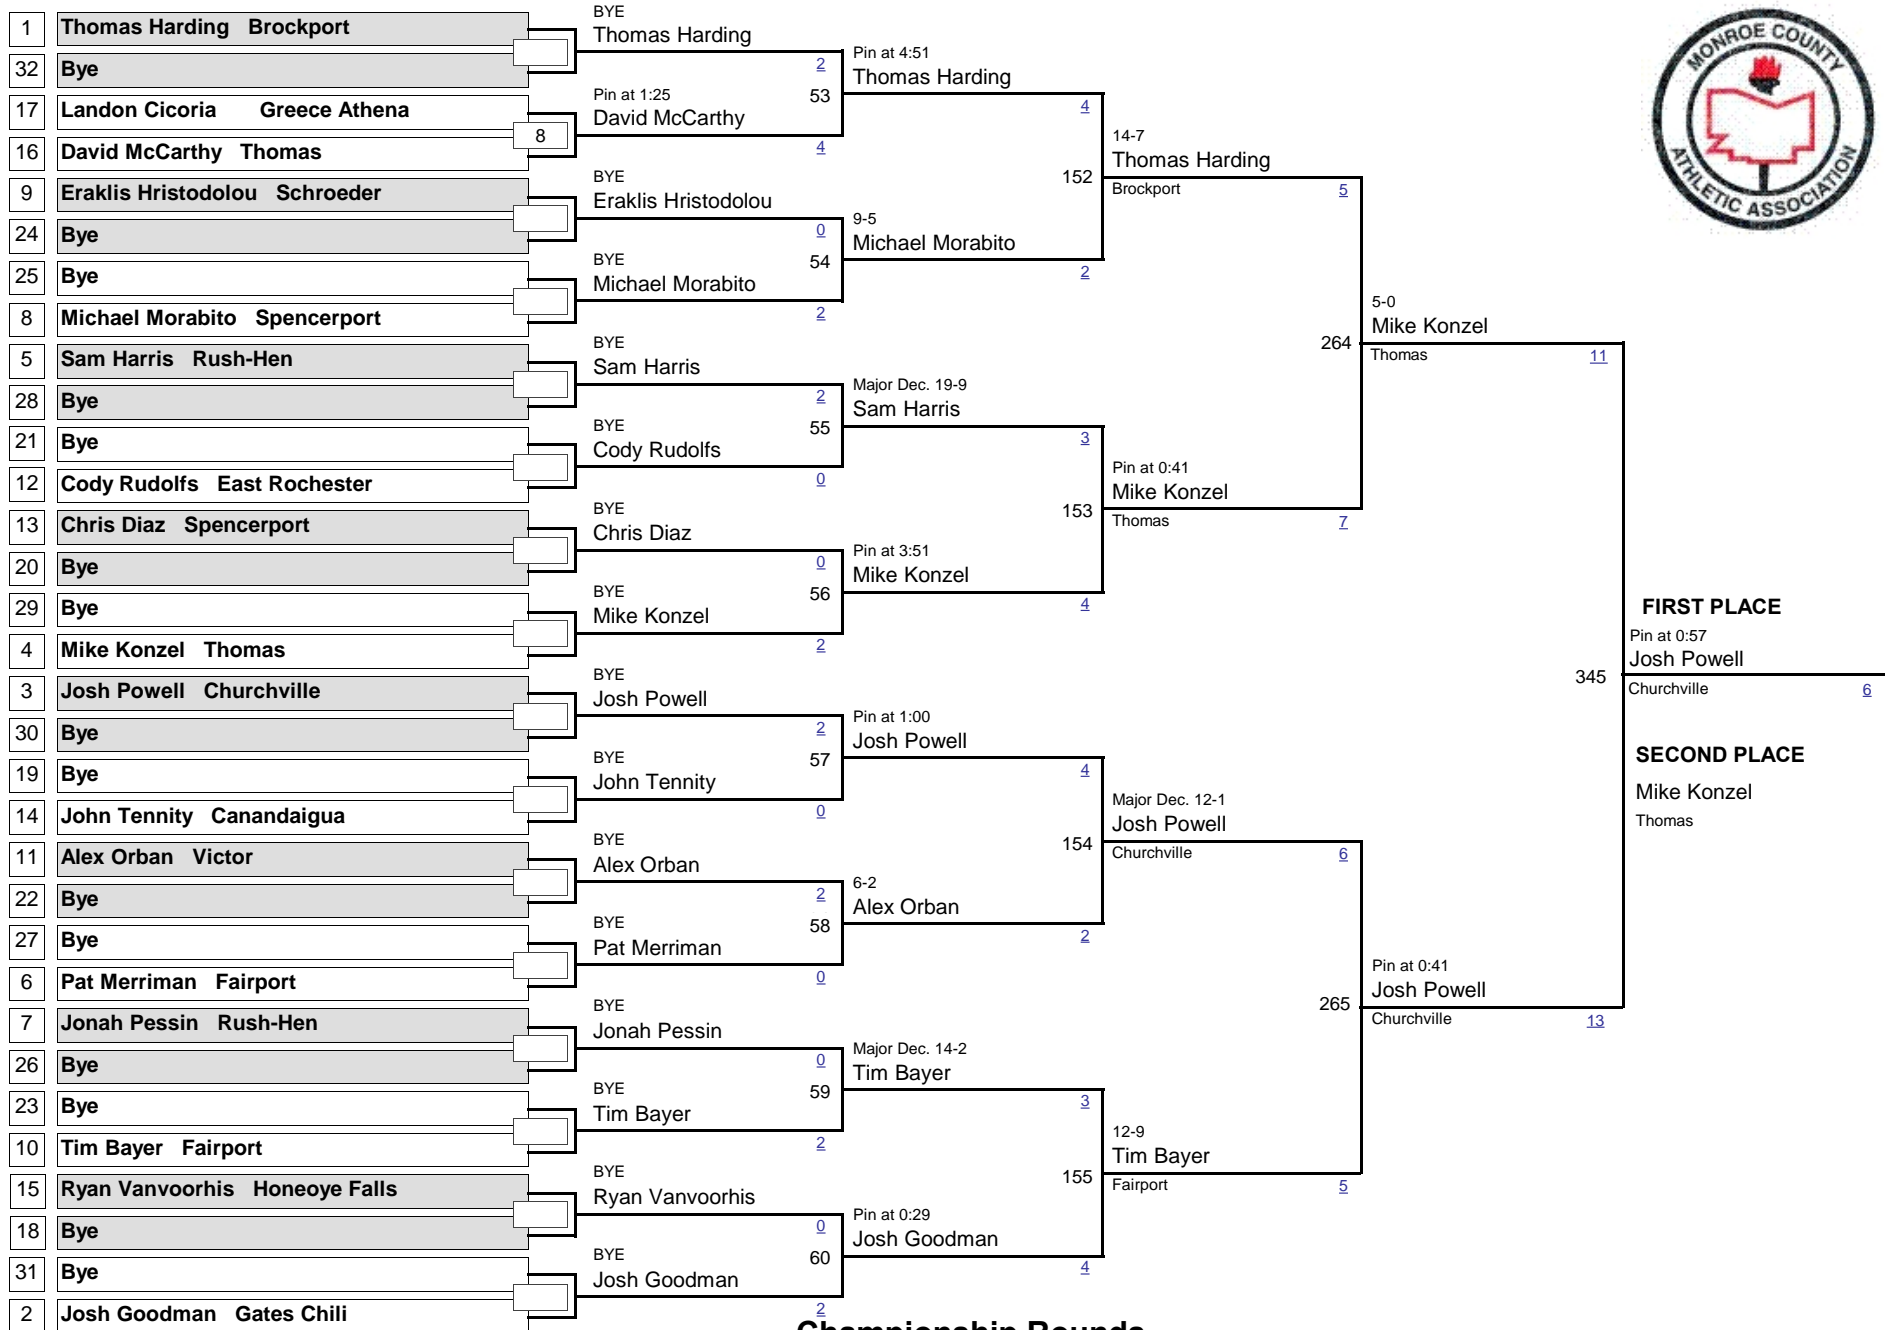 1 Thomas Harding Brockport
32 Bye
17 Landon Cicoria Greece Athena
8
16 David McCarthy Thomas
9 Eraklis Hristodolou Schroeder
24 Bye
25 Bye
8 Michael Morabito Spencerport
5 Sam Harris Rush-Hen
28 Bye
21 Bye
12 Cody Rudolfs East Rochester
13 Chris Diaz Spencerport
20 Bye
29 Bye
4 Mike Konzel Thomas
3 Josh Powell Churchville
30 Bye
19 Bye
14 John Tennity Canandaigua
11 Alex Orban Victor
22 Bye
27 Bye
6 Pat Merriman Fairport
7 Jonah Pessin Rush-Hen
26 Bye
23 Bye
10 Tim Bayer Fairport
15 Ryan Vanvoorhis Honeoye Falls
18 Bye
31 Bye
2 Josh Goodman Gates Chili
BYE
Thomas Harding
2
53
Pin at 1:25
David McCarthy
4
BYE
Eraklis Hristodolou
0
54
BYE
Michael Morabito
2
BYE
Sam Harris
2
55
BYE
Cody Rudolfs
0
BYE
Chris Diaz
0
56
BYE
Mike Konzel
2
BYE
Josh Powell
2
57
BYE
John Tennity
0
BYE
Alex Orban
2
58
BYE
Pat Merriman
0
BYE
Jonah Pessin
0
59
BYE
Tim Bayer
2
BYE
Ryan Vanvoorhis
0
60
BYE
Josh Goodman
2
Pin at 4:51
Thomas Harding
4
152
9-5
Michael Morabito
2
Major Dec. 19-9
Sam Harris
3
153
Pin at 3:51
Mike Konzel
4
Pin at 1:00
Josh Powell
4
154
6-2
Alex Orban
2
Major Dec. 14-2
Tim Bayer
3
155
Pin at 0:29
Josh Goodman
4
14-7
Thomas Harding
Brockport 5
264
Pin at 0:41
Mike Konzel
Thomas 7
Major Dec. 12-1
Josh Powell
Churchville 6
265
12-9
Tim Bayer
Fairport 5
5-0
Mike Konzel
Thomas 11
345
Pin at 0:41
Josh Powell
Churchville 13
MONROE COUNTY
ATHLETIC ASSOCIATION
FIRST PLACE
Pin at 0:57
Josh Powell
Churchville 6
SECOND PLACE
Mike Konzel
Thomas
Championship Rounds